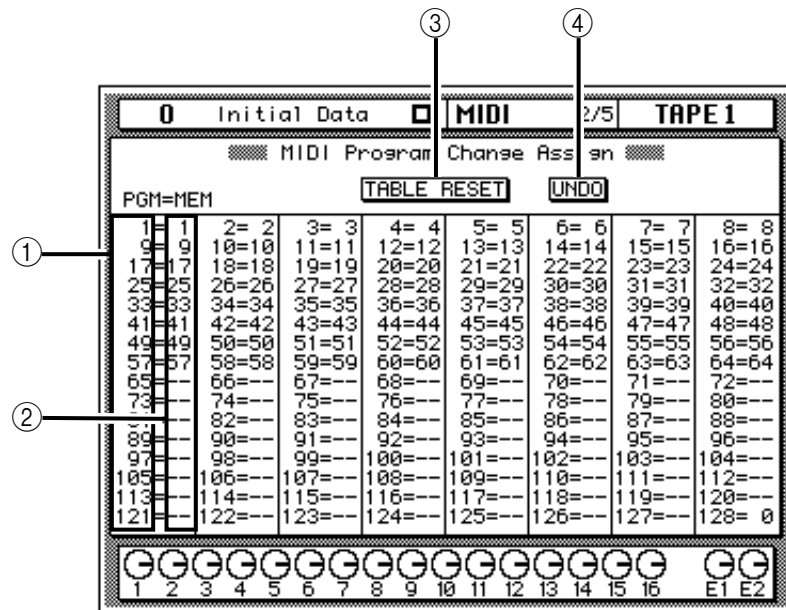 ③ ④
0 Initial Data MIDI 2/5 TAPE 1
MIDI Program Change Assign
TABLE RESET UNDO
PGM=MEM
①
②
1= 1 2= 2 3= 3 4= 4 5= 5 6= 6 7= 7 8= 8
9= 9 10=10 11=11 12=12 13=13 14=14 15=15 16=16
17=17 18=18 19=19 20=20 21=21 22=22 23=23 24=24
25=25 26=26 27=27 28=28 29=29 30=30 31=31 32=32
33=33 34=34 35=35 36=36 37=37 38=38 39=39 40=40
41=41 42=42 43=43 44=44 45=45 46=46 47=47 48=48
49=49 50=50 51=51 52=52 53=53 54=54 55=55 56=56
57=57 58=58 59=59 60=60 61=61 62=62 63=63 64=64
65=-- 66=-- 67=-- 68=-- 69=-- 70=-- 71=-- 72=--
73=-- 74=-- 75=-- 76=-- 77=-- 78=-- 79=-- 80=--
82=-- 83=-- 84=-- 85=-- 86=-- 87=-- 88=--
89=-- 90=-- 91=-- 92=-- 93=-- 94=-- 95=-- 96=--
97=-- 98=-- 99=-- 100=-- 101=-- 102=-- 103=-- 104=--
105=-- 106=-- 107=-- 108=-- 109=-- 110=-- 111=-- 112=--
113=-- 114=-- 115=-- 116=-- 117=-- 118=-- 119=-- 120=--
121=-- 122=-- 123=-- 124=-- 125=-- 126=-- 127=-- 128= 0
1 2 3 4 5 6 7 8 9 10 11 12 13 14 15 16 E1 E2